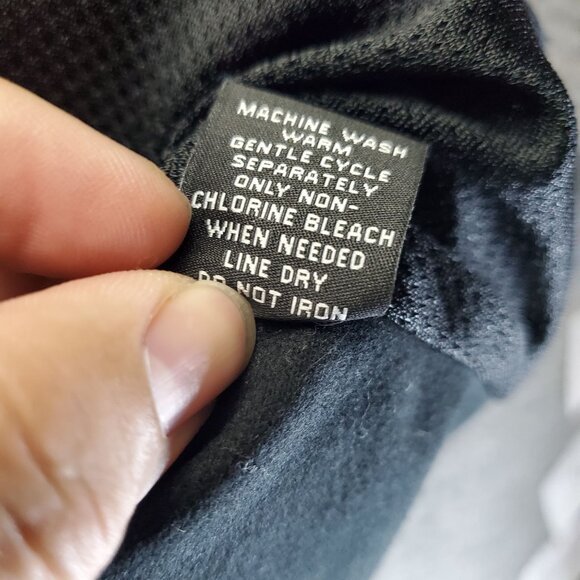 MACHINE WASH
WARM
GENTLE CYCLE
SEPARATELY
ONLY NON-
CHLORINE BLEACH
WHEN NEEDED
LINE DRY
DO NOT IRON